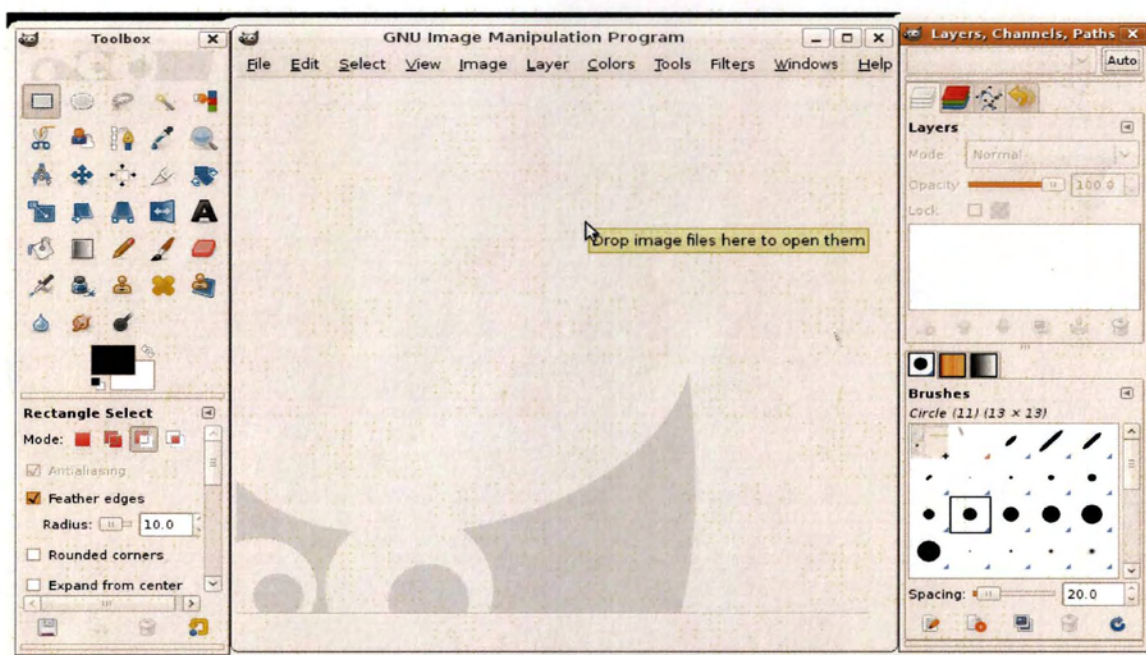 Toolbox
Rectangle Select
Mode:
Antialiasing
Feather edges
Radius: 10.0
Rounded corners
Expand from center
GNU Image Manipulation Program
File Edit Select View Image Layer Colors Tools Filters Windows Help
Drop image files here to open them
Layers, Channels, Paths
Auto
Layers
Mode Normal
Opacity 100.0
Lock
Brushes
Circle (11) (13 × 13)
Spacing: 20.0